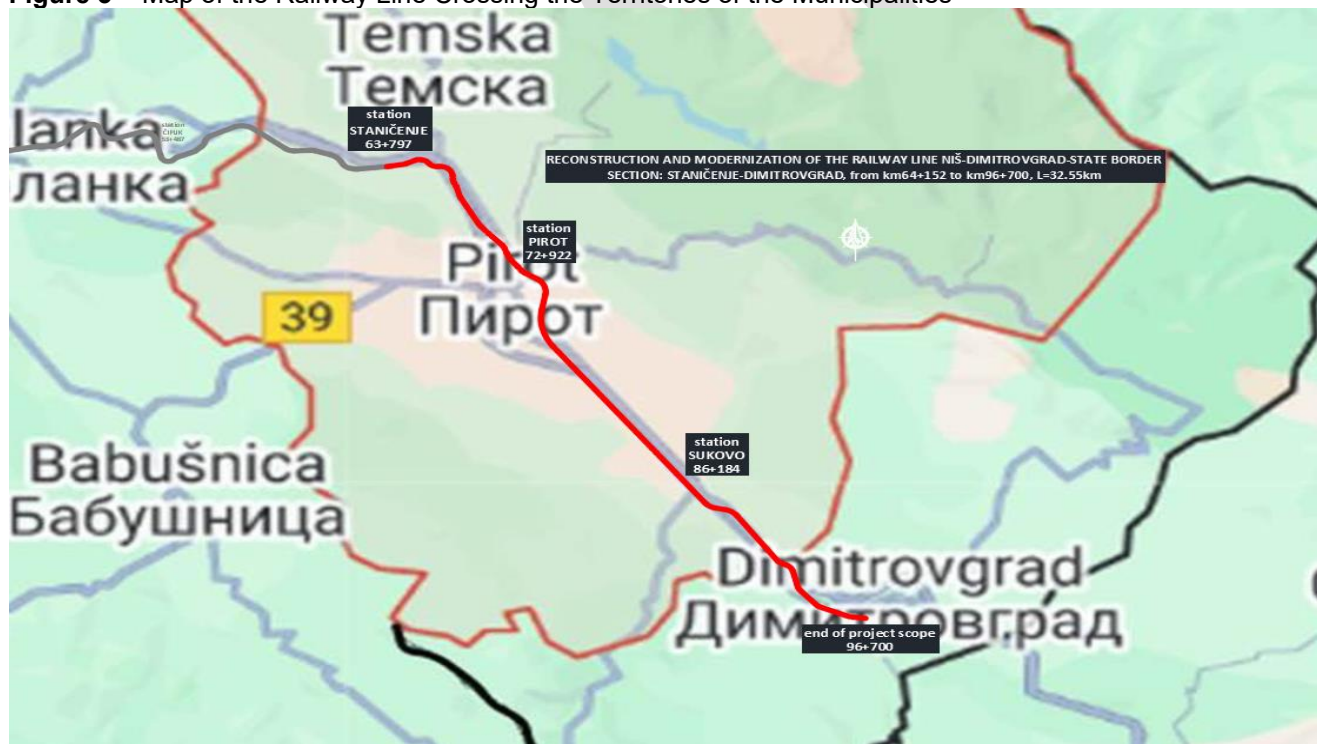 Figure 3 – Map of the Railway Line Crossing the Territories of the Municipalities
Temska
Темска
station
STANIČENJE
63+797
lanka
ланка
station
RECONSTRUCTION AND MODERNIZATION OF THE RAILWAY LINE NIŠ-DIMITROVGRAD-STATE BORDER
SECTION: STANIČENJE-DIMITROVGRAD, from km64+152 to km96+700, L=32.55km
station
PIROT
72+922
Pirot
Пирот
39
station
SUKOVO
86+184
Babušnica
Бабушница
Dimitrovgrad
Димитровград
end of project scope
96+700